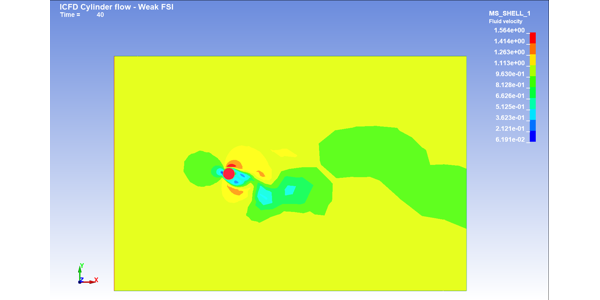 ICFD Cylinder flow - Weak FSI
Time = 40
MS_SHELL_1
Fluid velocity
1.564e+00
1.414e+00
1.263e+00
1.113e+00
9.630e-01
8.128e-01
6.626e-01
5.125e-01
3.623e-01
2.121e-01
6.191e-02
Y
Z X